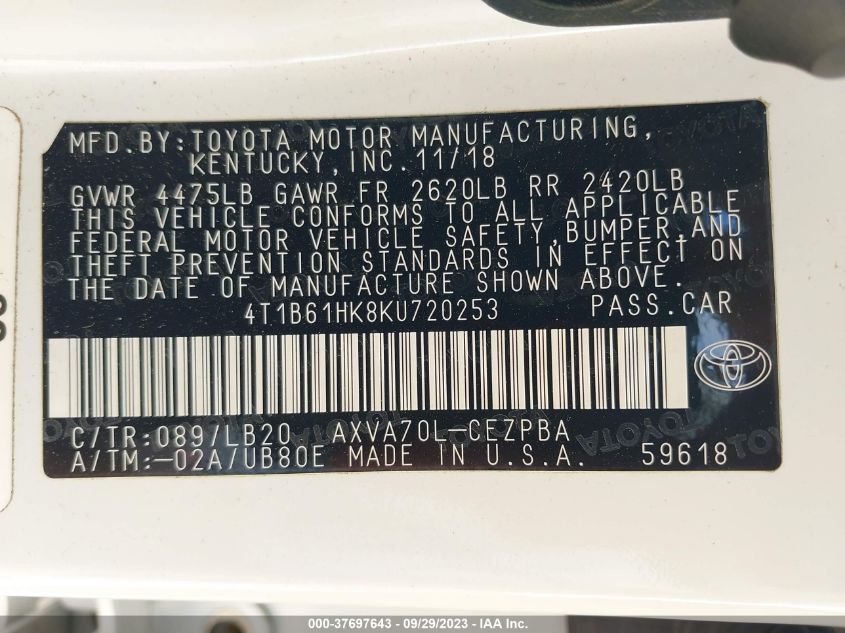 MFD.BY:TOYOTA MOTOR MANUFACTURING,
KENTUCKY,INC.11/18
GVWR 4475LB GAWR FR 2620LB RR 2420LB
THIS VEHICLE CONFORMS TO ALL APPLICABLE
FEDERAL MOTOR VEHICLE SAFETY,BUMPER,AND
THEFT PREVENTION STANDARDS IN EFFECT ON
THE DATE OF MANUFACTURE SHOWN ABOVE.
4T1B61HK8KU720253 PASS.CAR
C/TR:089/LB20 AXVA70L-CEZPBA
A/TM:-02A/UB80E MADE IN U.S.A. 59618
000-37697643 - 09/29/2023 - IAA Inc.